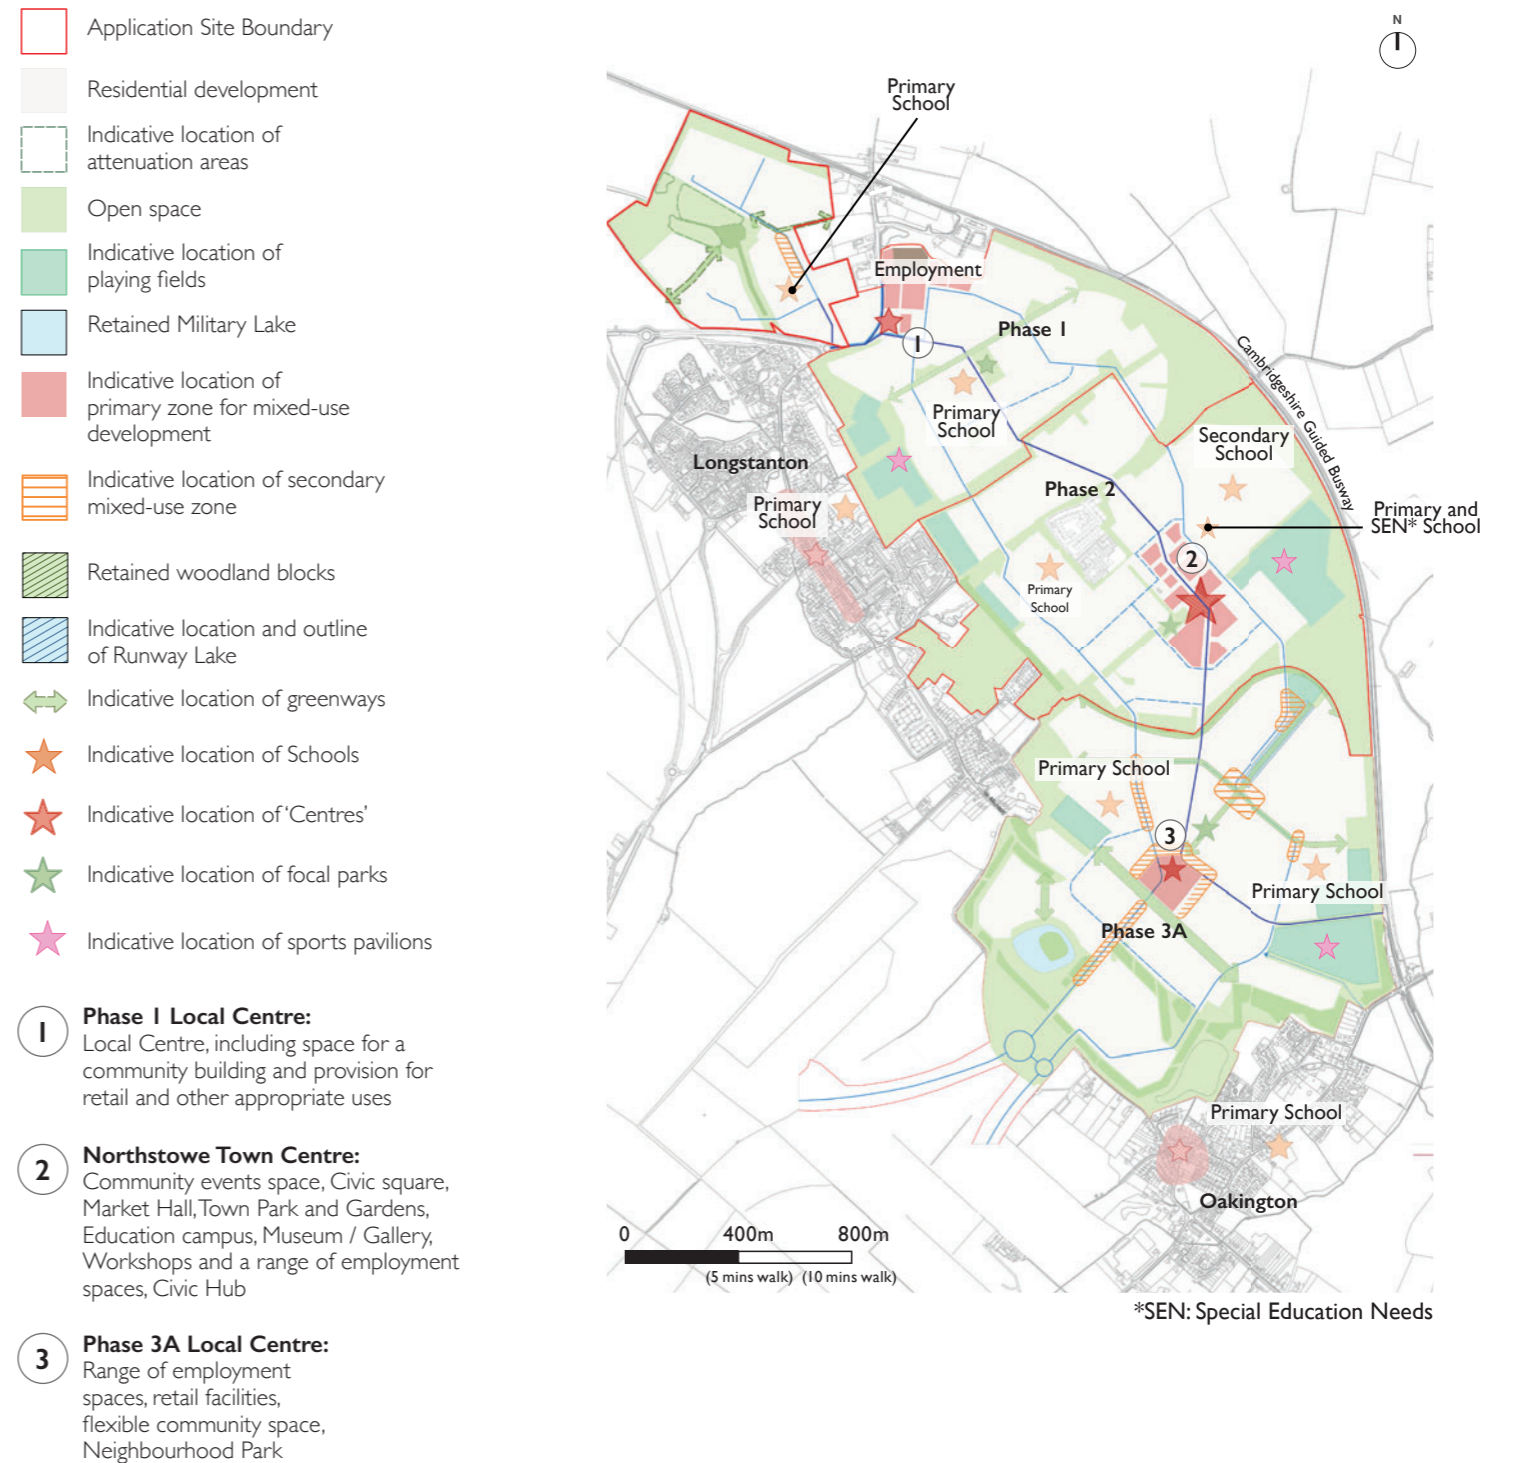 Application Site Boundary
Residential development
Indicative location of
attenuation areas
Open space
Indicative location of
playing fields
Retained Military Lake
Indicative location of
primary zone for mixed-use
development
Indicative location of secondary
mixed-use zone
Retained woodland blocks
Indicative location and outline
of Runway Lake
Indicative location of greenways
Indicative location of Schools
Indicative location of ‘Centres’
Indicative location of focal parks
Indicative location of sports pavilions
1
Phase 1 Local Centre:
Local Centre, including space for a
community building and provision for
retail and other appropriate uses
2
Northstowe Town Centre:
Community events space, Civic square,
Market Hall, Town Park and Gardens,
Education campus, Museum / Gallery,
Workshops and a range of employment
spaces, Civic Hub
3
Phase 3A Local Centre:
Range of employment
spaces, retail facilities,
flexible community space,
Neighbourhood Park
N
Primary
School
Employment
Phase 1
1
Cambridgeshire Guided Busway
Primary
School
Secondary
School
Longstanton
Phase 2
Primary
School
Primary and
SEN* School
2
Primary
School
Primary School
3
Primary School
Phase 3A
Primary School
Oakington
0
400m
800m
(5 mins walk)
(10 mins walk)
*SEN: Special Education Needs